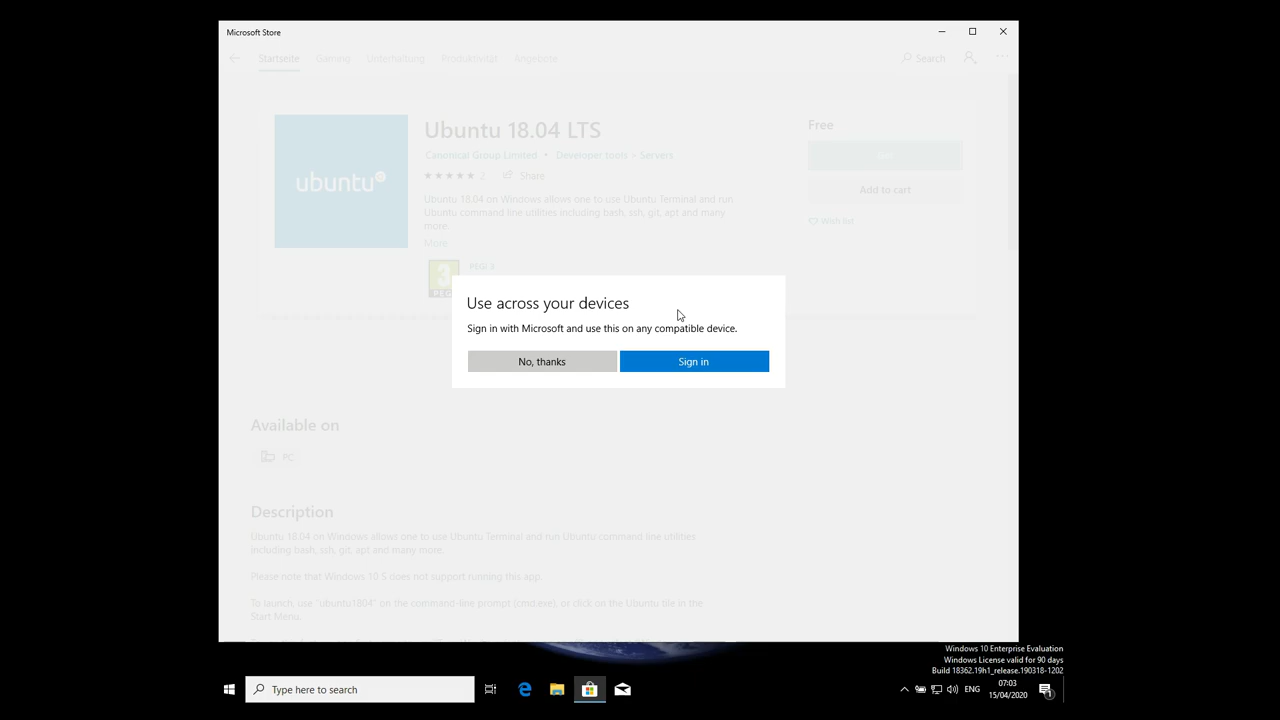 Microsoft Store
Startseite Gaming Unterhaltung Produktivität Angebote Search
Ubuntu 18.04 LTS
Canonical Group Limited • Developer tools > Servers
2 Share
Ubuntu 18.04 on Windows allows one to use Ubuntu Terminal and run
Ubuntu command line utilities including bash, ssh, git, apt and many
more.
More
ubuntu
Free
Add to cart
Wish list
3
PEGI 3
Use across your devices
Sign in with Microsoft and use this on any compatible device.
No, thanks Sign in
Available on
PC
Description
Ubuntu 18.04 on Windows allows one to use Ubuntu Terminal and run Ubuntu command line utilities
including bash, ssh, git, apt and many more.
Please note that Windows 10 S does not support running this app.
To launch, use "ubuntu1804" on the command-line prompt (cmd.exe), or click on the Ubuntu tile in the
Start Menu.
Windows 10 Enterprise Evaluation
Windows License valid for 90 days
Build 18362.19h1_release.190318-1202
Type here to search
ENG
07:03
15/04/2020
1